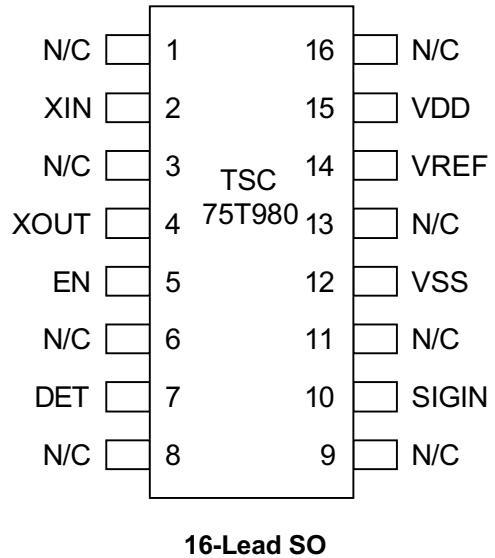 N/C 1 16 N/C
XIN 2 15 VDD
N/C 3 14 VREF
TSC
75T980
XOUT 4 13 N/C
EN 5 12 VSS
N/C 6 11 N/C
DET 7 10 SIGIN
N/C 8 9 N/C
16-Lead SO